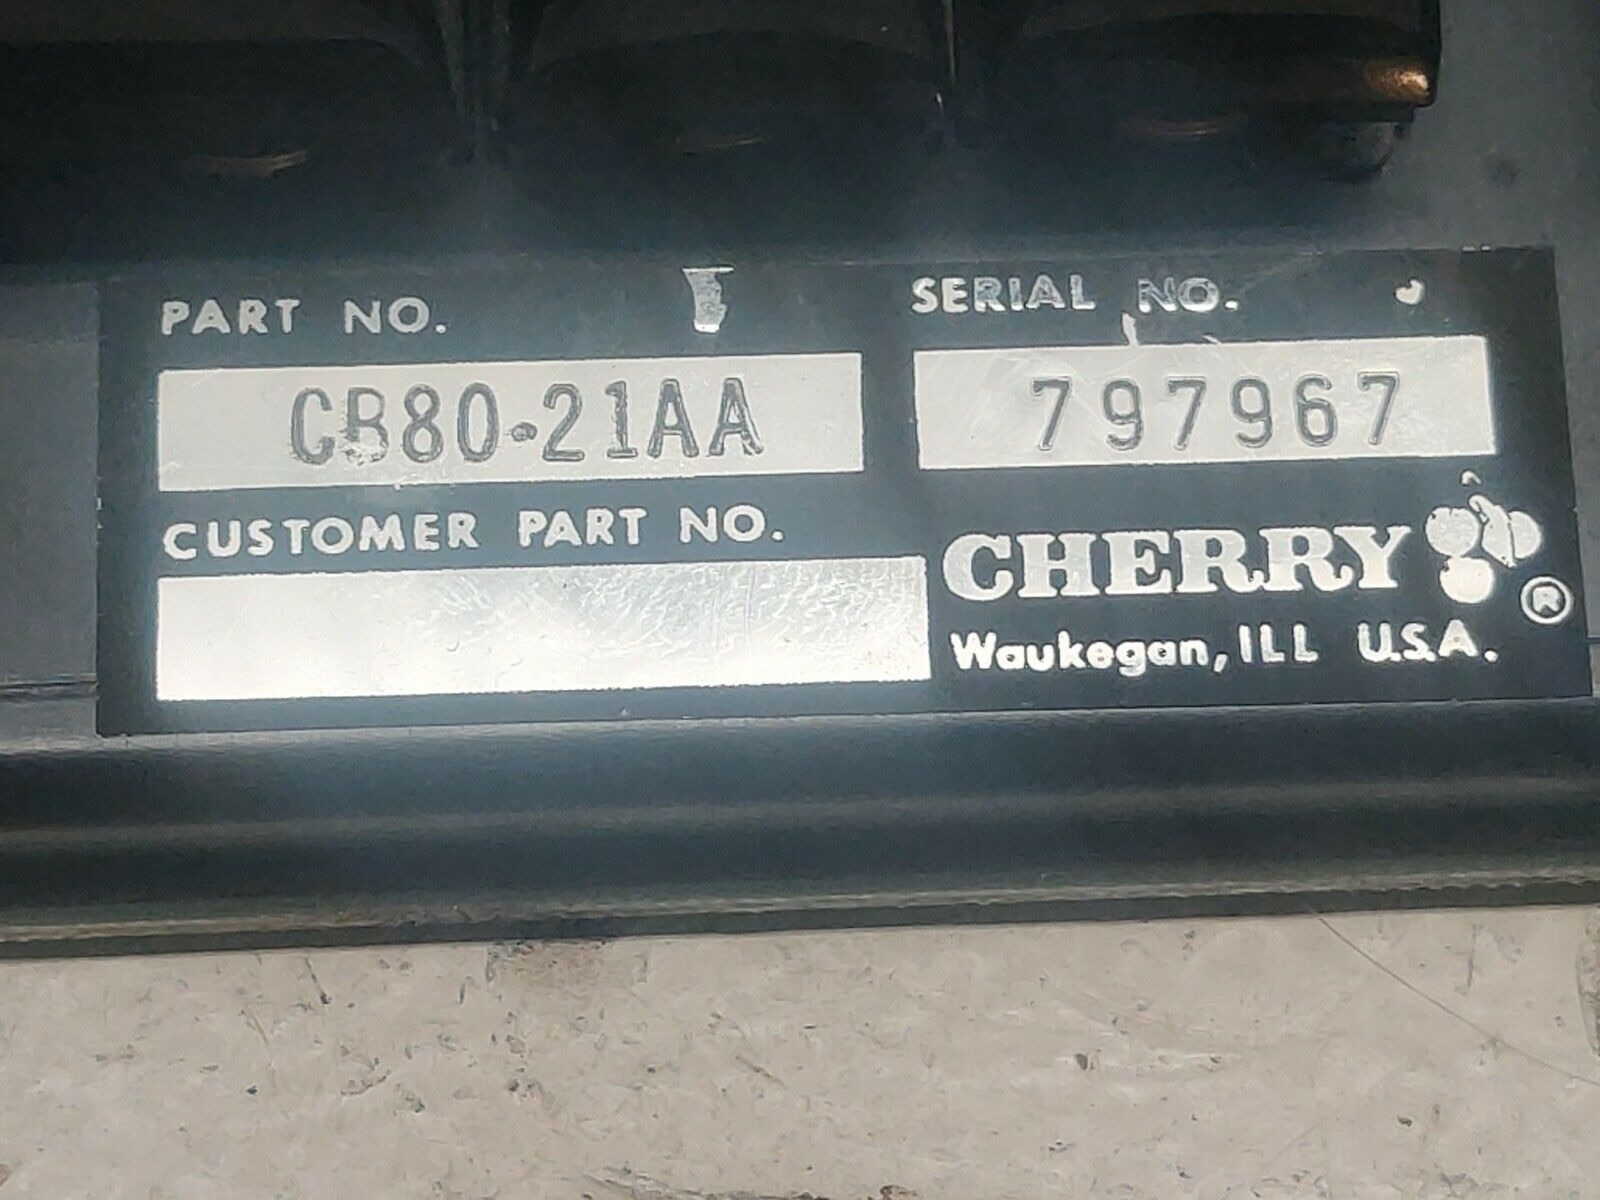 PART NO.
SERIAL NO.
CB80-21AA
797967
CUSTOMER PART NO.
CHERRY ®
Waukegan, ILL U.S.A.